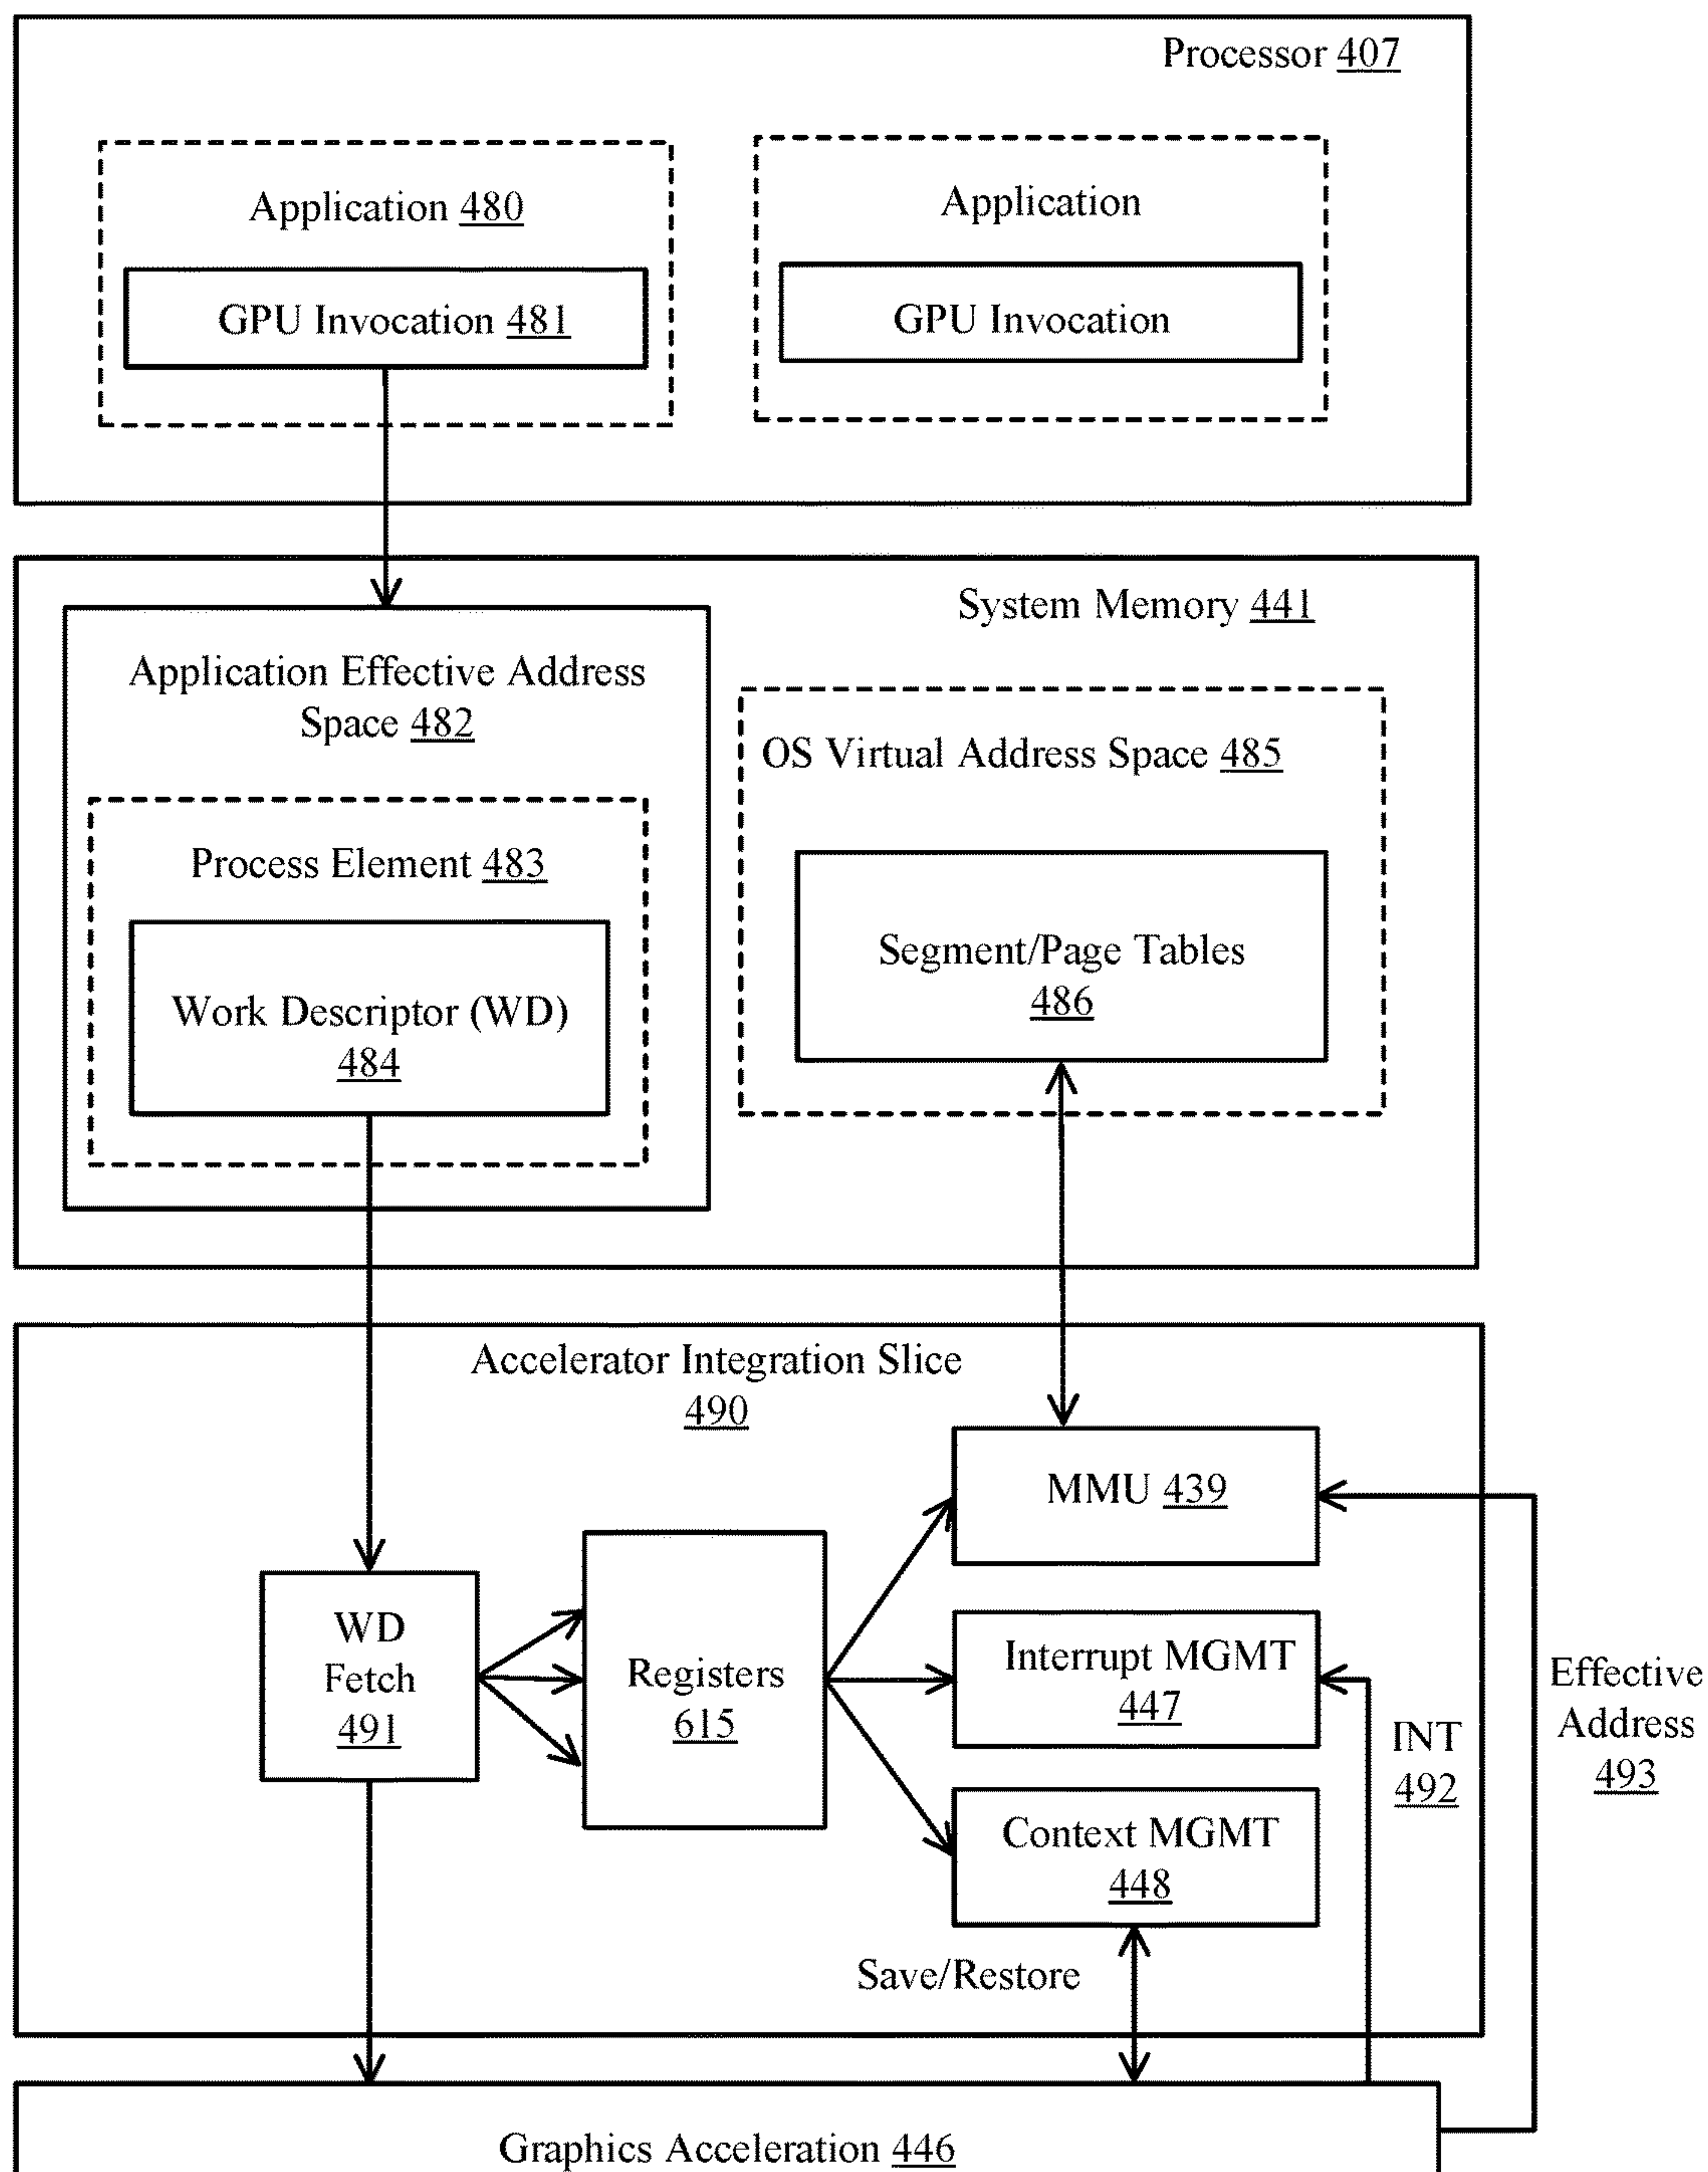 Processor 407
Application 480
GPU Invocation 481
Application
GPU Invocation
System Memory 441
Application Effective Address
Space 482
Process Element 483
Work Descriptor (WD)
484
OS Virtual Address Space 485
Segment/Page Tables
486
Accelerator Integration Slice
490
WD
Fetch
491
Registers
615
MMU 439
Interrupt MGMT
447
Context MGMT
448
Save/Restore
INT
492
Effective
Address
493
Graphics Acceleration 446